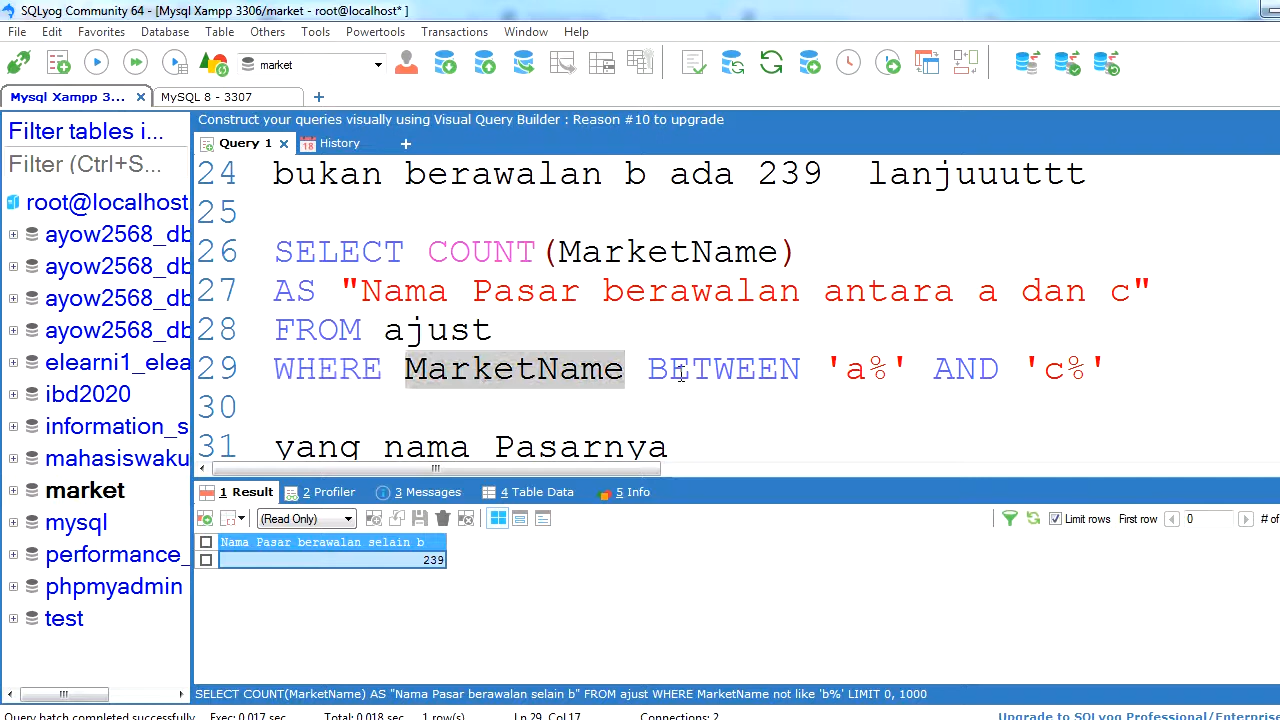 SQLyog Community 64 - [Mysql Xampp 3306/market - root@localhost* ]
File Edit Favorites Database Table Others Tools Powertools Transactions Window Help
market
Mysql Xampp 3... MySQL 8 - 3307
Construct your queries visually using Visual Query Builder : Reason #10 to upgrade
Filter tables i...
Filter (Ctrl+S...
root@localhost
ayow2568_db
ayow2568_db
ayow2568_db
ayow2568_db
elearni1_elea
ibd2020
information_s
mahasiswaku
market
mysql
performance_
phpmyadmin
test
Query 1 History
24 bukan berawalan b ada 239 lanjuuuttt
25
26 SELECT COUNT(MarketName)
27 AS "Nama Pasar berawalan antara a dan c"
28 FROM ajust
29 WHERE MarketName BETWEEN 'a%' AND 'c%'
30
31 yang nama Pasarnya
1 Result 2 Profiler 3 Messages 4 Table Data 5 Info
(Read Only) Limit rows First row 0 # of
Nama Pasar berawalan selain b
239
SELECT COUNT(MarketName) AS "Nama Pasar berawalan selain b" FROM ajust WHERE MarketName not like 'b%' LIMIT 0, 1000
Query batch completed successfully Exec: 0.017 sec Total: 0.018 sec 1 row(s) Ln 29, Col 17 Connections: 2 Upgrade to SQLyog Professional/Enterprise